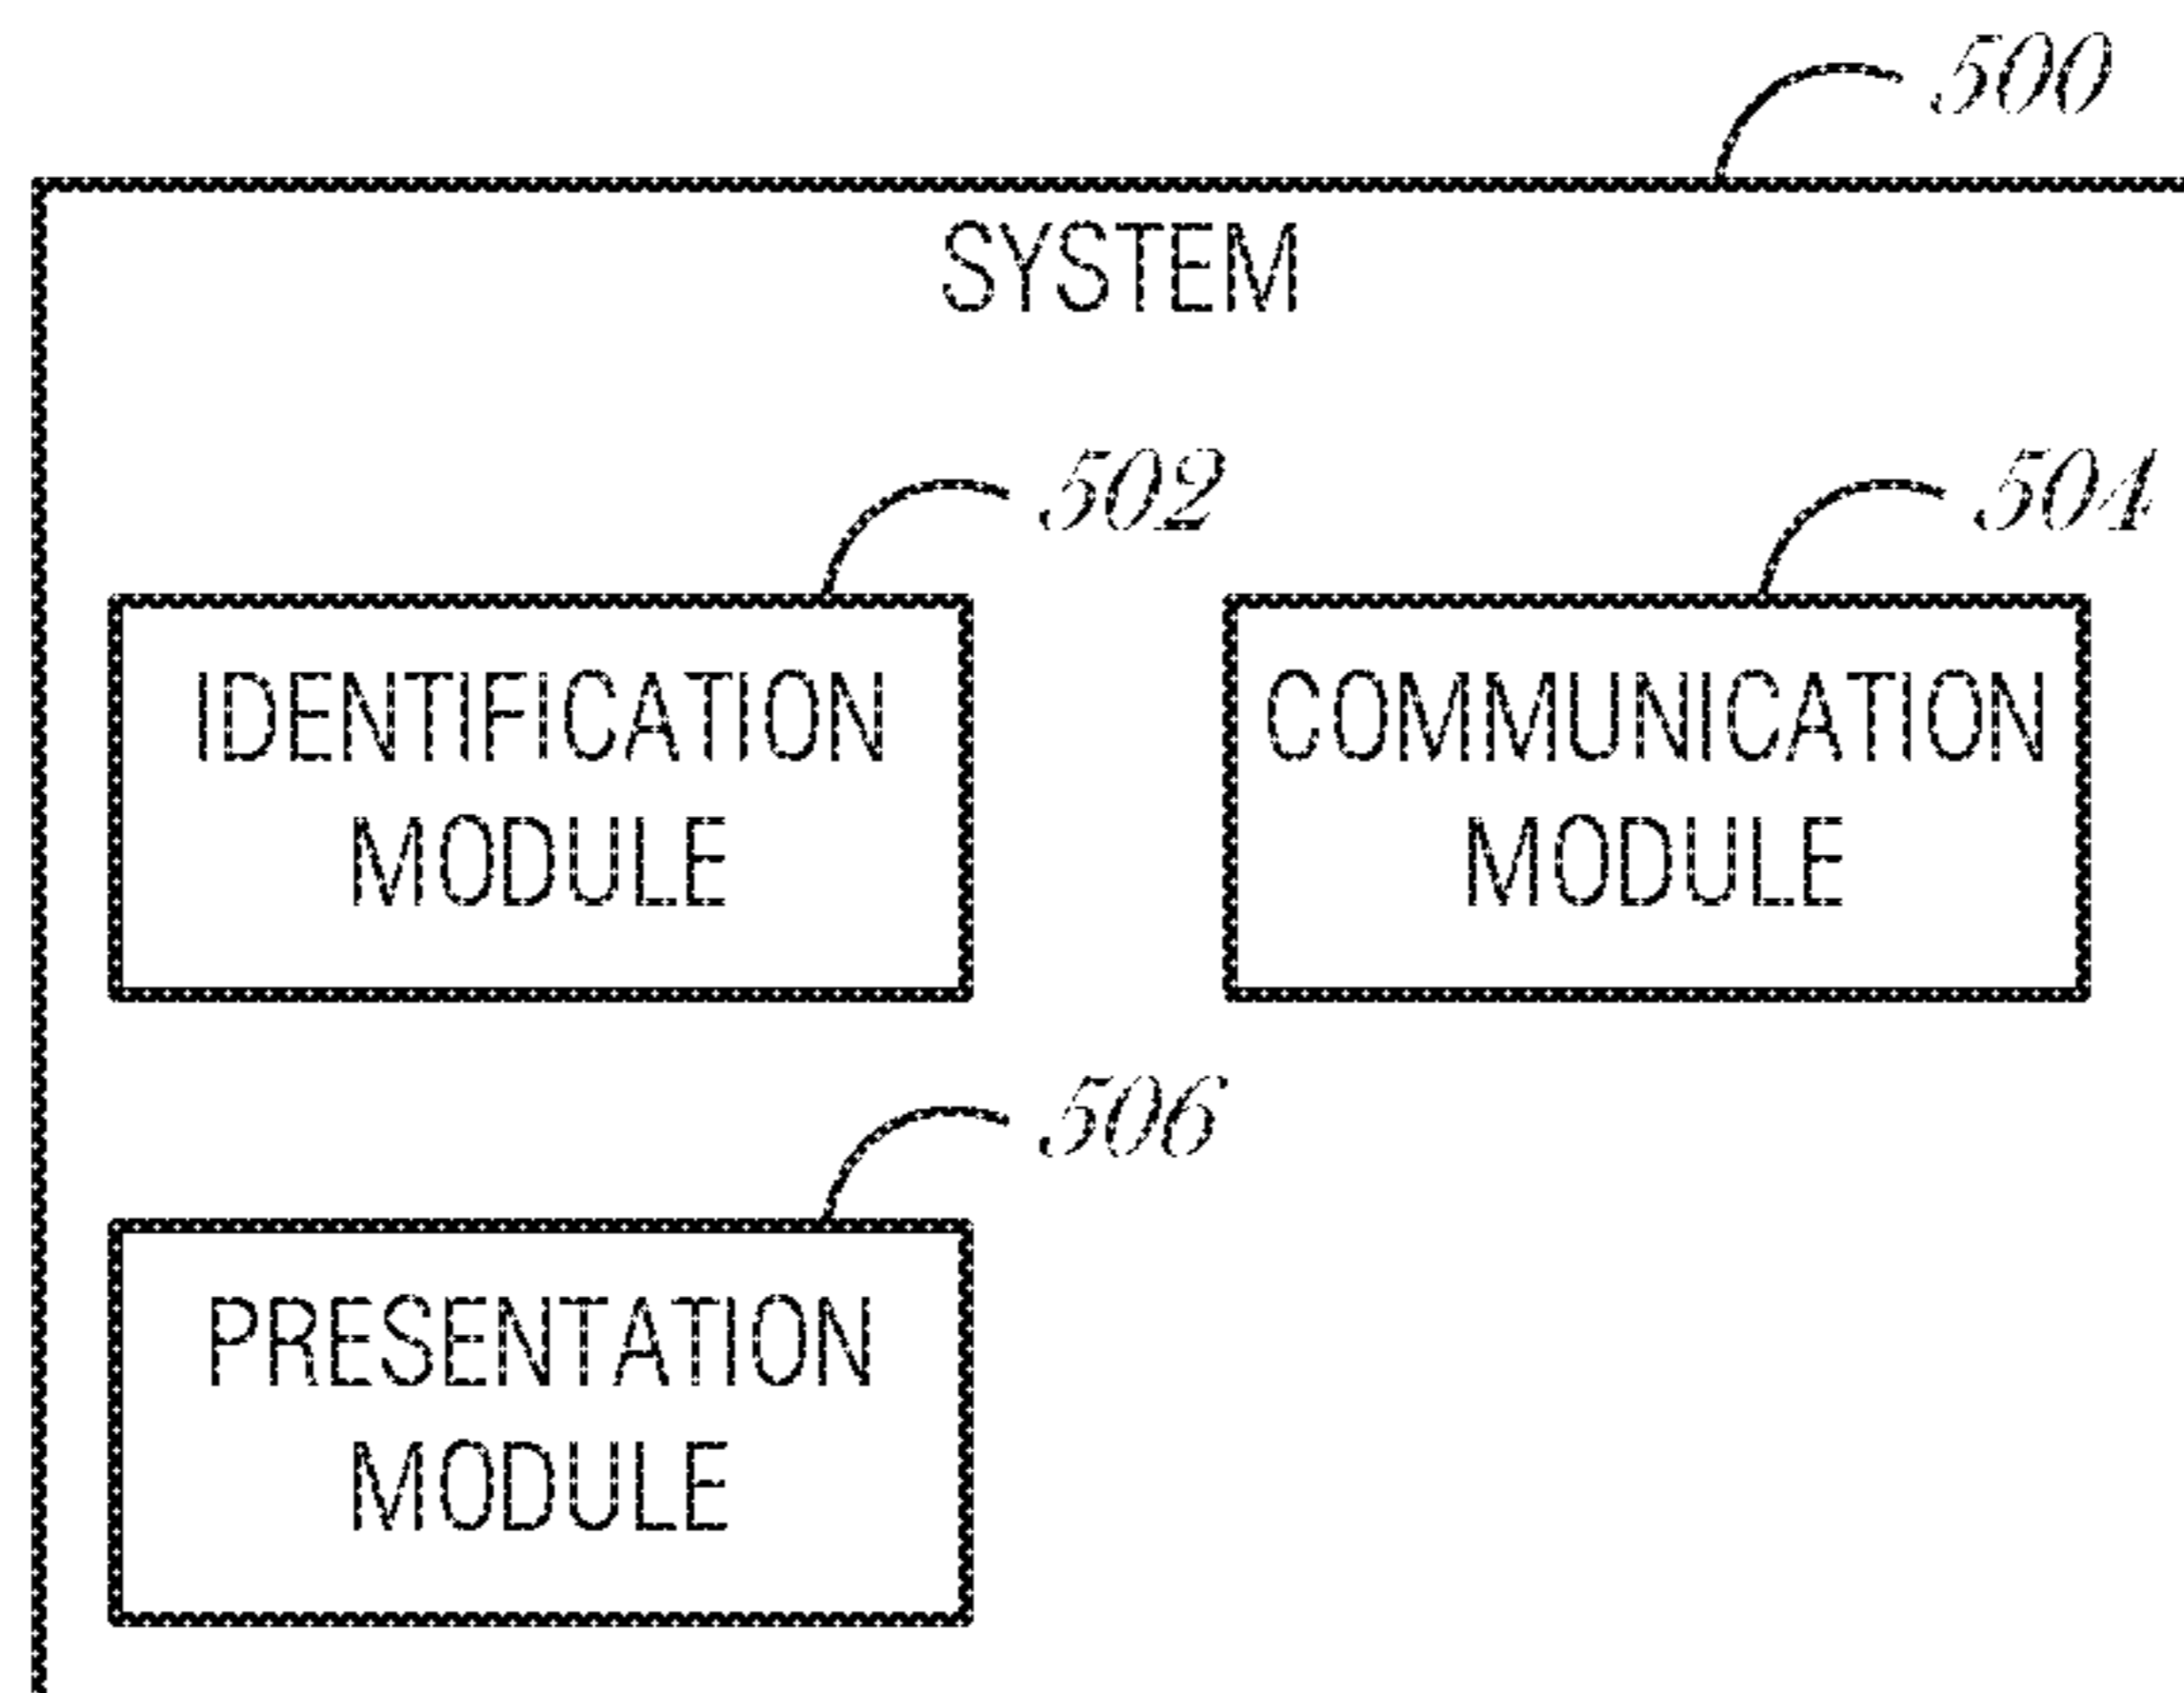 500
SYSTEM
502
504
IDENTIFICATION
MODULE
COMMUNICATION
MODULE
506
PRESENTATION
MODULE